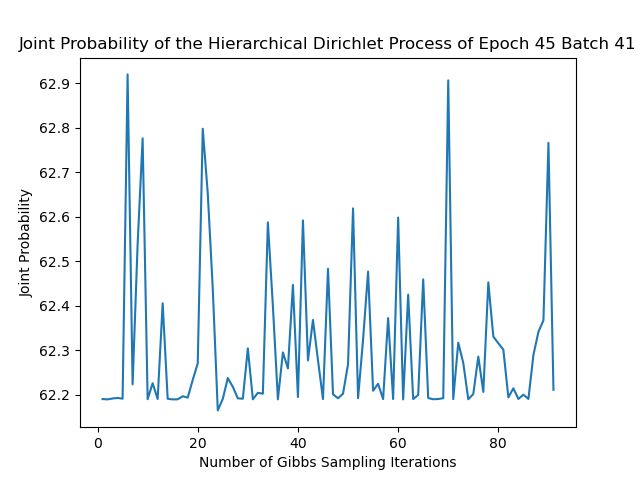 Joint Probability of the Hierarchical Dirichlet Process of Epoch 45 Batch 41
62.9
62.8
62.7
62.6
62.5
62.4
62.3
62.2
Joint Probability
0 20 40 60 80
Number of Gibbs Sampling Iterations